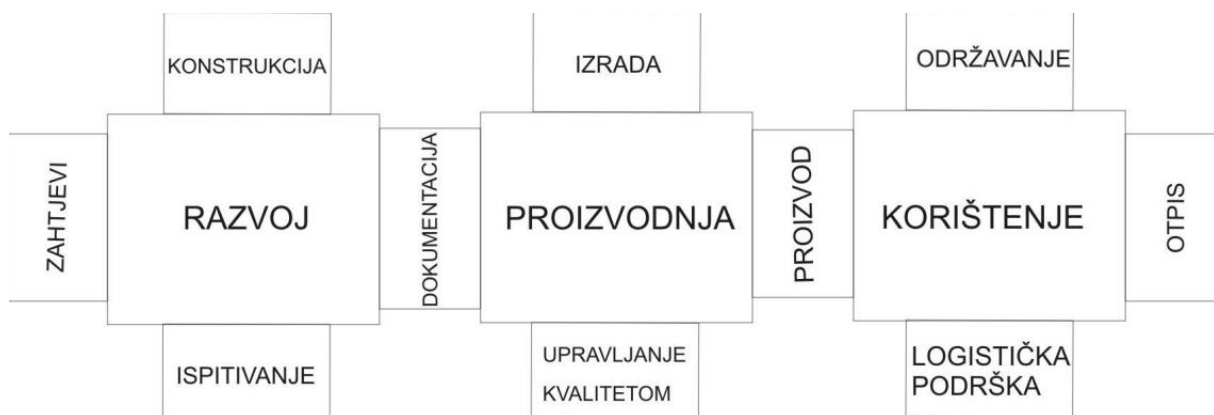 KONSTRUKCIJA
IZRADA
ODRŽAVANJE
ZAHTJEVI
RAZVOJ
DOKUMENTACIJA
PROIZVODNJA
PROIZVOD
KORIŠTENJE
OTPIS
ISPITIVANJE
UPRAVLJANJE
KVALITETOM
LOGISTIČKA
PODRŠKA